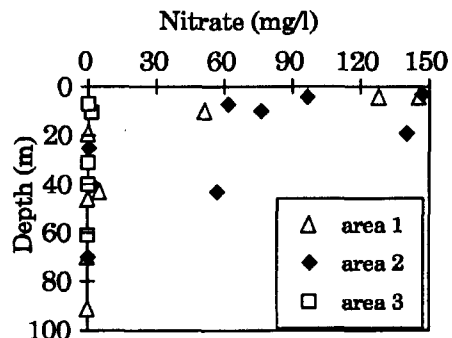 Nitrate (mg/l)
0 30 60 90 120 150
0
20
40
60
80
100
Depth (m)
area 1
area 2
area 3